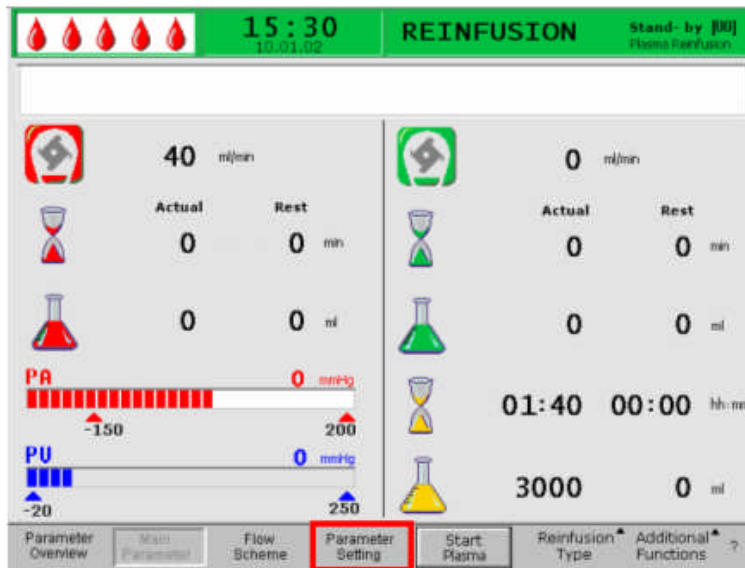 15:30
10.01.02
REINFUSION
Stand- by [00]
Plasma Reinfusion
40 ml/min
Actual Rest
0 0 min
0 0 ml
PA 0 mmHg
-150 200
PV 0 mmHg
-20 250
0 ml/min
Actual Rest
0 0 min
0 0 ml
01:40 00:00 hh:mm
3000 0 ml
Parameter Overview
Main Parameter
Flow Scheme
Parameter Setting
Start Plasma
Reinfusion Type
Additional Functions
?